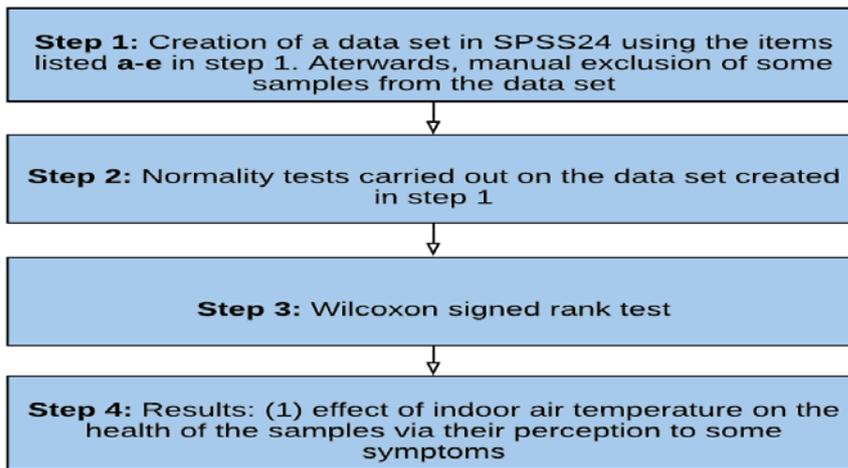 Step 1: Creation of a data set in SPSS24 using the items
listed a-e in step 1. Aterwards, manual exclusion of some
samples from the data set
Step 2: Normality tests carried out on the data set created
in step 1
Step 3: Wilcoxon signed rank test
Step 4: Results: (1) effect of indoor air temperature on the
health of the samples via their perception to some
symptoms